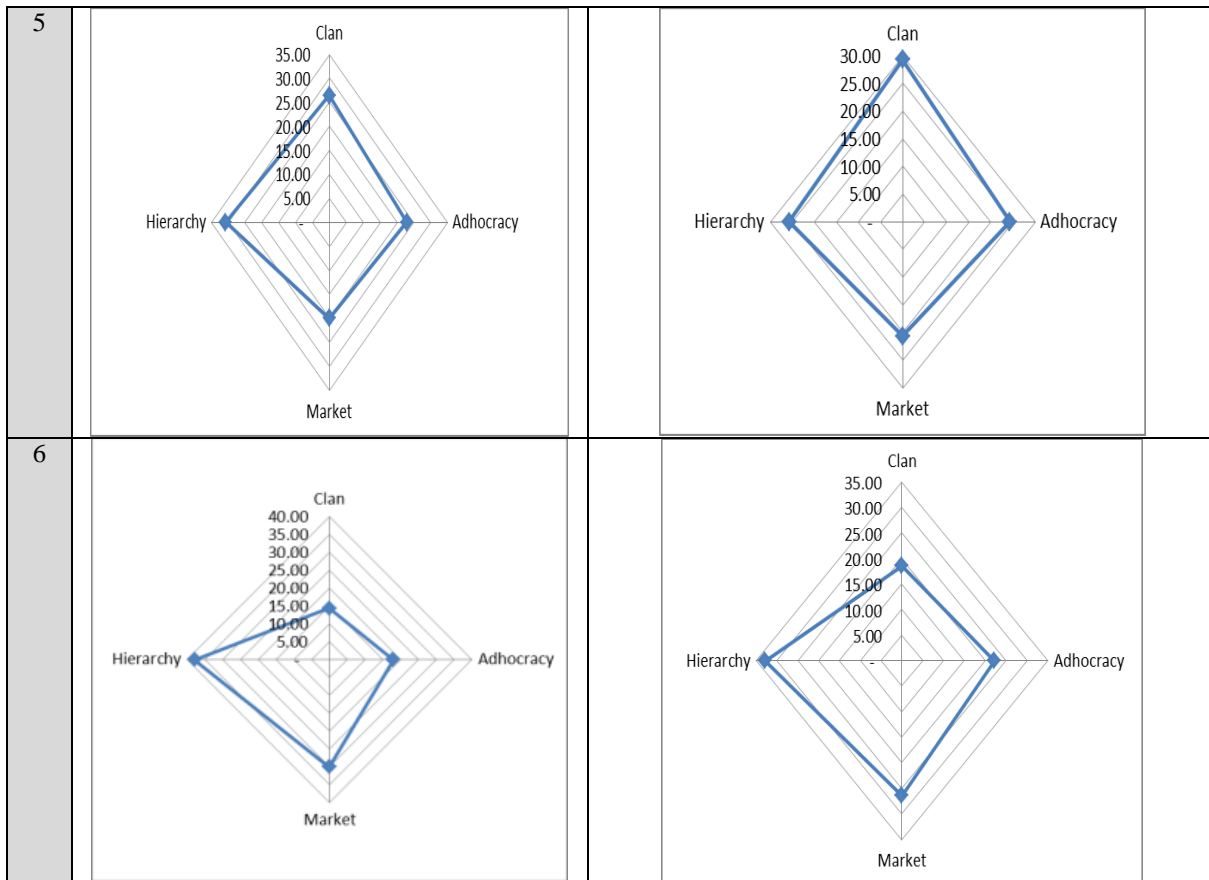 5
Clan
35.00
30.00
25.00
20.00
15.00
10.00
5.00
-
Hierarchy
Adhocracy
Market
Clan
30.00
25.00
20.00
15.00
10.00
5.00
-
Hierarchy
Adhocracy
Market
6
Clan
40.00
35.00
30.00
25.00
20.00
15.00
10.00
5.00
-
Hierarchy
Adhocracy
Market
Clan
35.00
30.00
25.00
20.00
15.00
10.00
5.00
-
Hierarchy
Adhocracy
Market